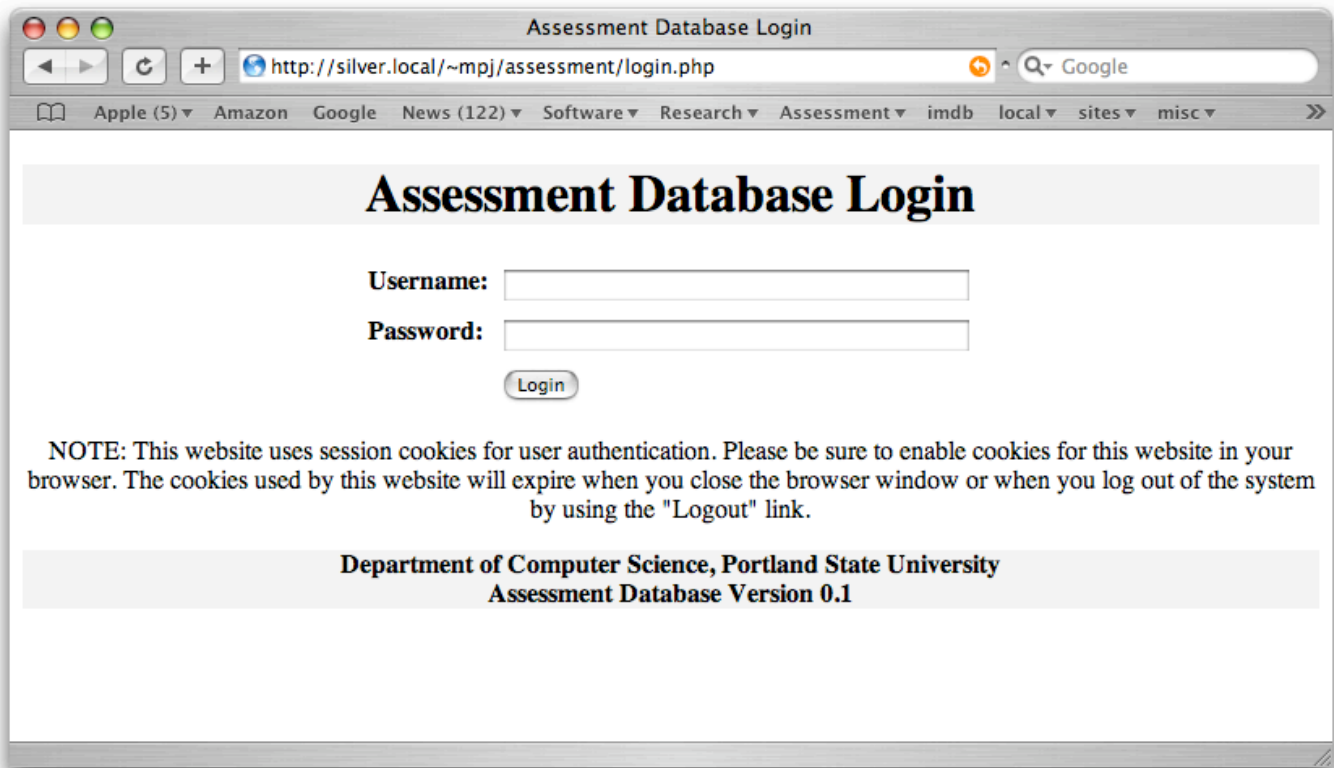 Assessment Database Login
http://silver.local/~mpj/assessment/login.php
Google
Apple (5) Amazon Google News (122) Software Research Assessment imdb local sites misc
Assessment Database Login
Username:
Password:
Login
NOTE: This website uses session cookies for user authentication. Please be sure to enable cookies for this website in your
browser. The cookies used by this website will expire when you close the browser window or when you log out of the system
by using the "Logout" link.
Department of Computer Science, Portland State University
Assessment Database Version 0.1